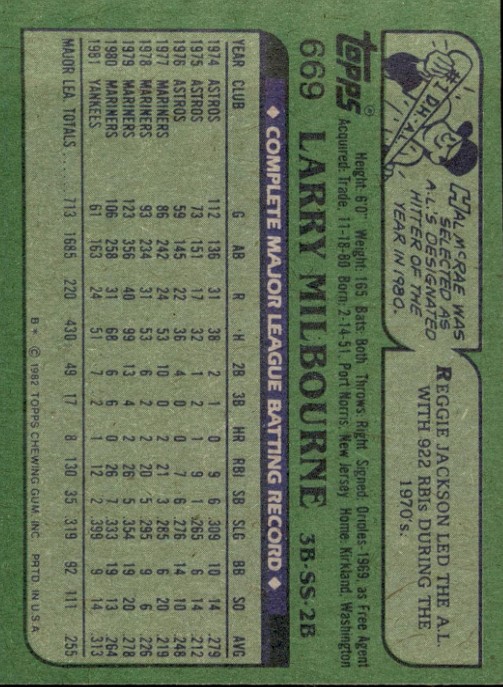 HAL McRAE WAS
SELECTED AS
A.L.'S DESIGNATED
HITTER OF THE
YEAR IN 1980.
#1 D.H.-A.L.
REGGIE JACKSON LED THE A.L.
WITH 922 RBIs DURING THE
1970's.
TOPPS®
Height: 6'0" Weight: 165 Bats: Both Throws: Right Signed: Orioles-1969, as Free Agent
Acquired: Trade, 11-18-80 Born: 2-14-51, Port Norris, New Jersey Home: Kirkland, Washington
669 LARRY MILBOURNE 3B-SS-2B
◆ COMPLETE MAJOR LEAGUE BATTING RECORD ◆
YEAR CLUB G AB R H 2B 3B HR RBI SB SLG BB SO AVG
1974 ASTROS 112 136 31 38 2 1 0 9 6 .309 10 14 .279
1975 ASTROS 73 151 17 32 1 2 1 9 1 .265 6 14 .212
1976 ASTROS 59 145 22 36 4 0 0 7 6 .276 14 10 .248
1977 MARINERS 86 242 24 53 10 0 2 21 3 .285 6 20 .219
1978 MARINERS 93 234 31 53 6 2 2 20 5 .295 9 6 .226
1979 MARINERS 123 356 40 99 13 4 2 26 5 .354 19 20 .278
1980 MARINERS 106 258 31 68 6 6 0 26 7 .333 19 13 .264
1981 YANKEES 61 163 24 51 7 2 1 12 2 .399 9 14 .313
MAJOR LEA. TOTALS ..... 713 1685 220 430 49 17 8 130 35 .319 92 111 .255
B* © 1982 TOPPS CHEWING GUM, INC. PRTD. IN U.S.A.